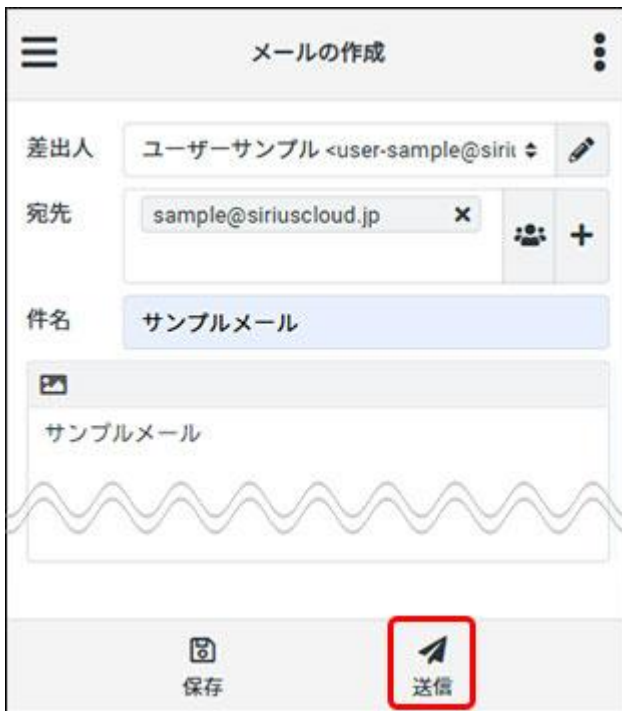 メールの作成
差出人 ユーザーサンプル <user-sample@siri
宛先 sample@siriuscloud.jp
件名 サンプルメール
サンプルメール
保存 送信